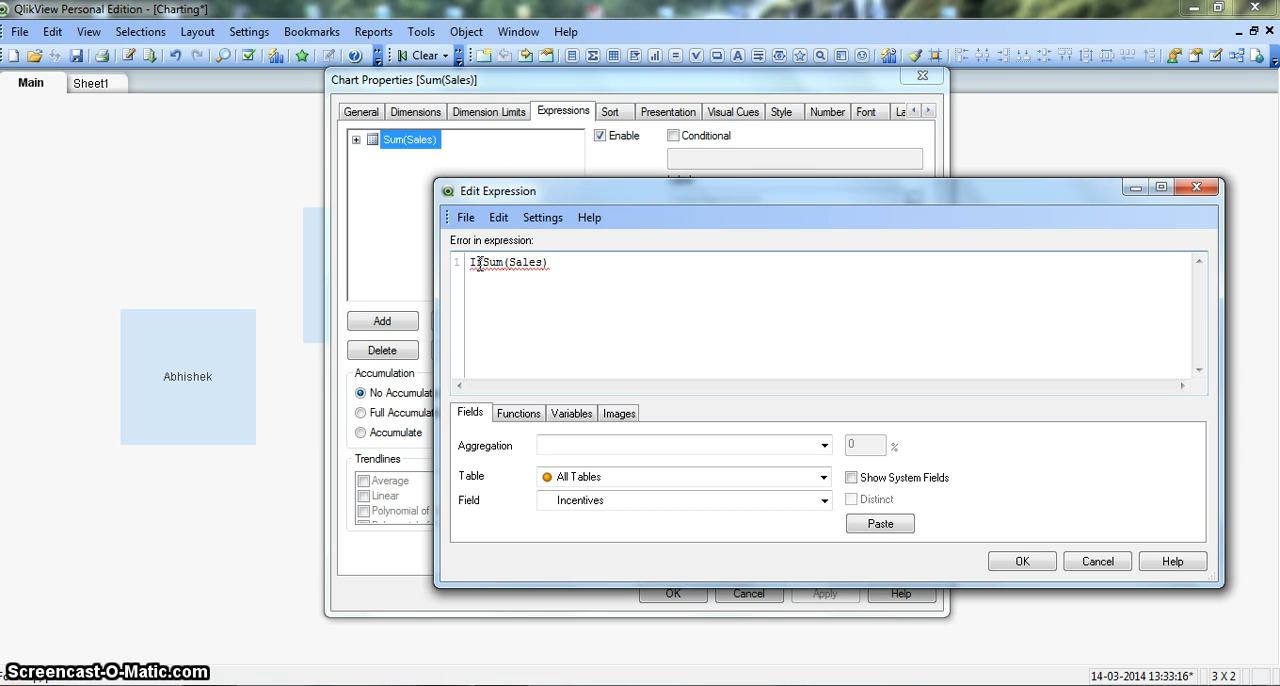 QlikView Personal Edition - [Charting*]
File Edit View Selections Layout Settings Bookmarks Reports Tools Object Window Help
Clear
Main Sheet1
Chart Properties [Sum(Sales)]
General Dimensions Dimension Limits Expressions Sort Presentation Visual Cues Style Number Font La
Sum(Sales)
Enable
Conditional
Edit Expression
File Edit Settings Help
Error in expression:
1 IfSum(Sales)
Abhishek
Add
Delete
Accumulation
No Accumulat
Full Accumulat
Accumulate
Trendlines
Average
Linear
Polynomial of
Fields Functions Variables Images
Aggregation
0 %
Table All Tables
Show System Fields
Field Incentives
Distinct
Paste
OK Cancel Help
OK Cancel Apply Help
Screencast-O-Matic.com
14-03-2014 13:33:16* 3 X 2